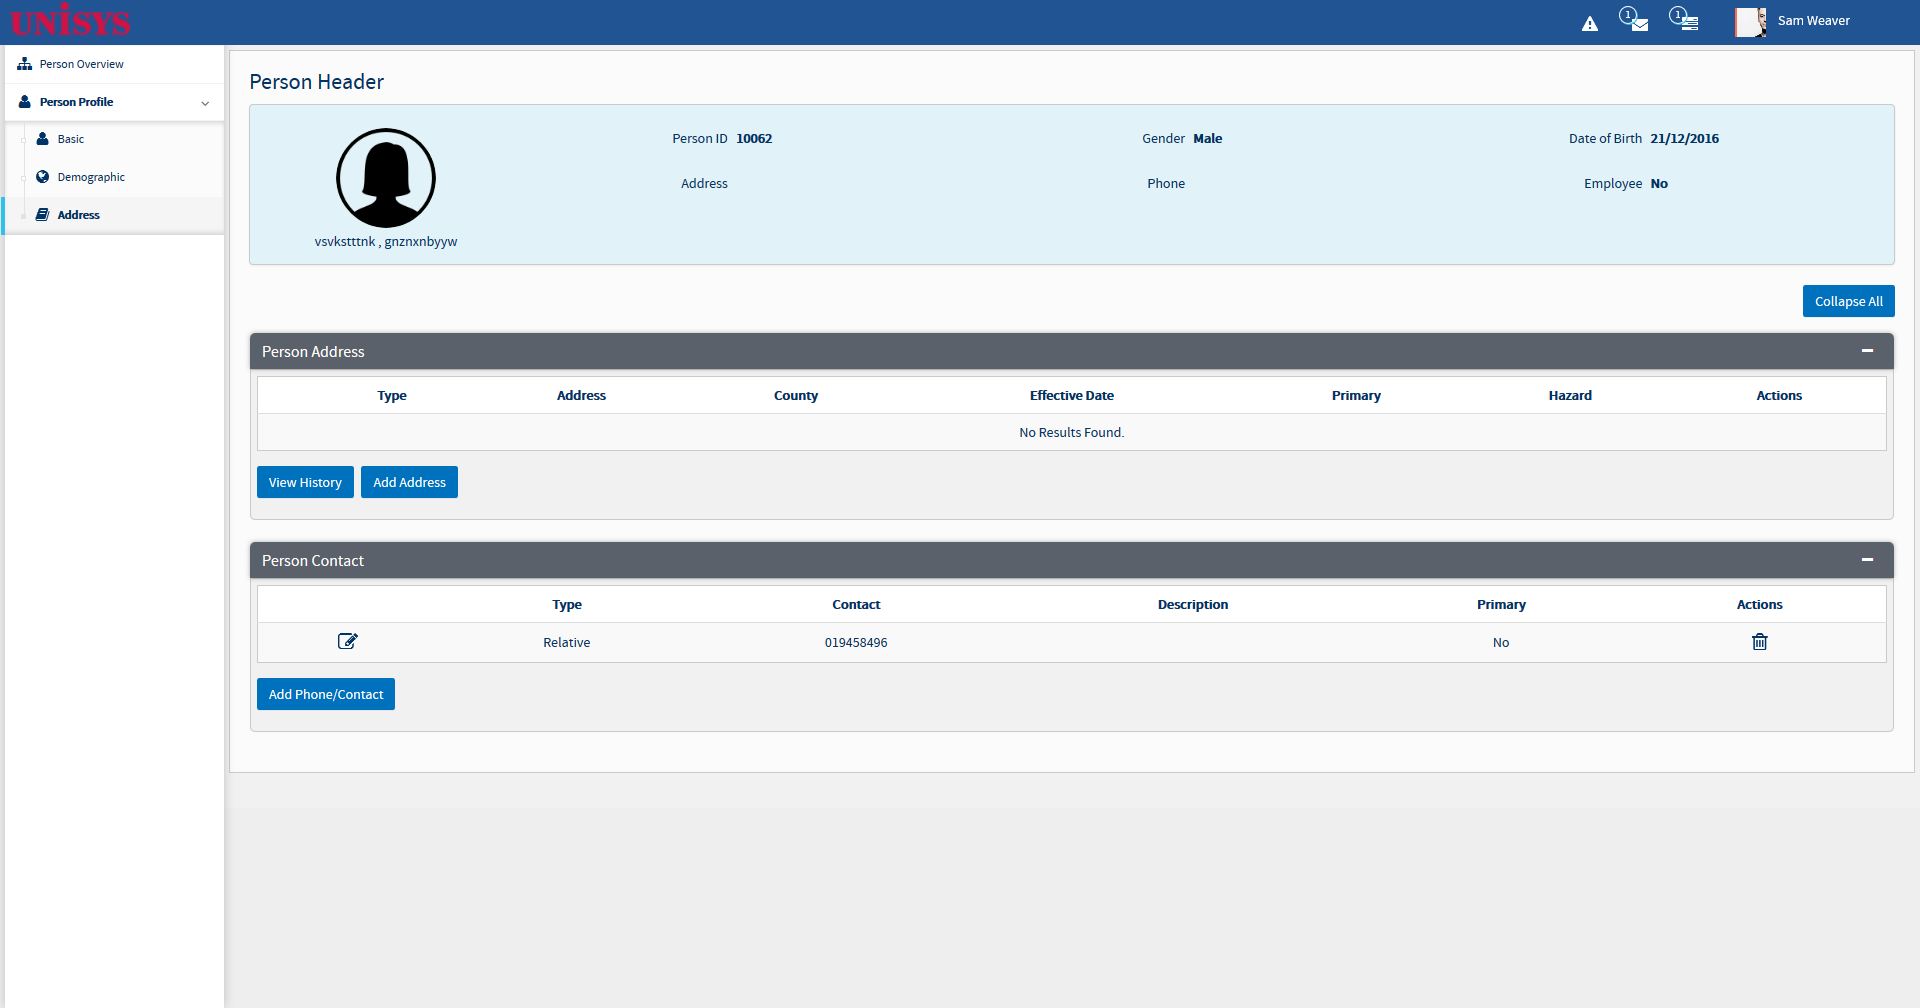 UNiSYS
1
1
Sam Weaver
Person Overview
Person Profile
Basic
Demographic
Address
Person Header
Person ID 10062
Gender Male
Date of Birth 21/12/2016
Address
Phone
Employee No
vsvkstttnk , gnznxnbyyw
Collapse All
Person Address
Type Address County Effective Date Primary Hazard Actions
No Results Found.
View History
Add Address
Person Contact
Type Contact Description Primary Actions
Relative 019458496 No
Add Phone/Contact